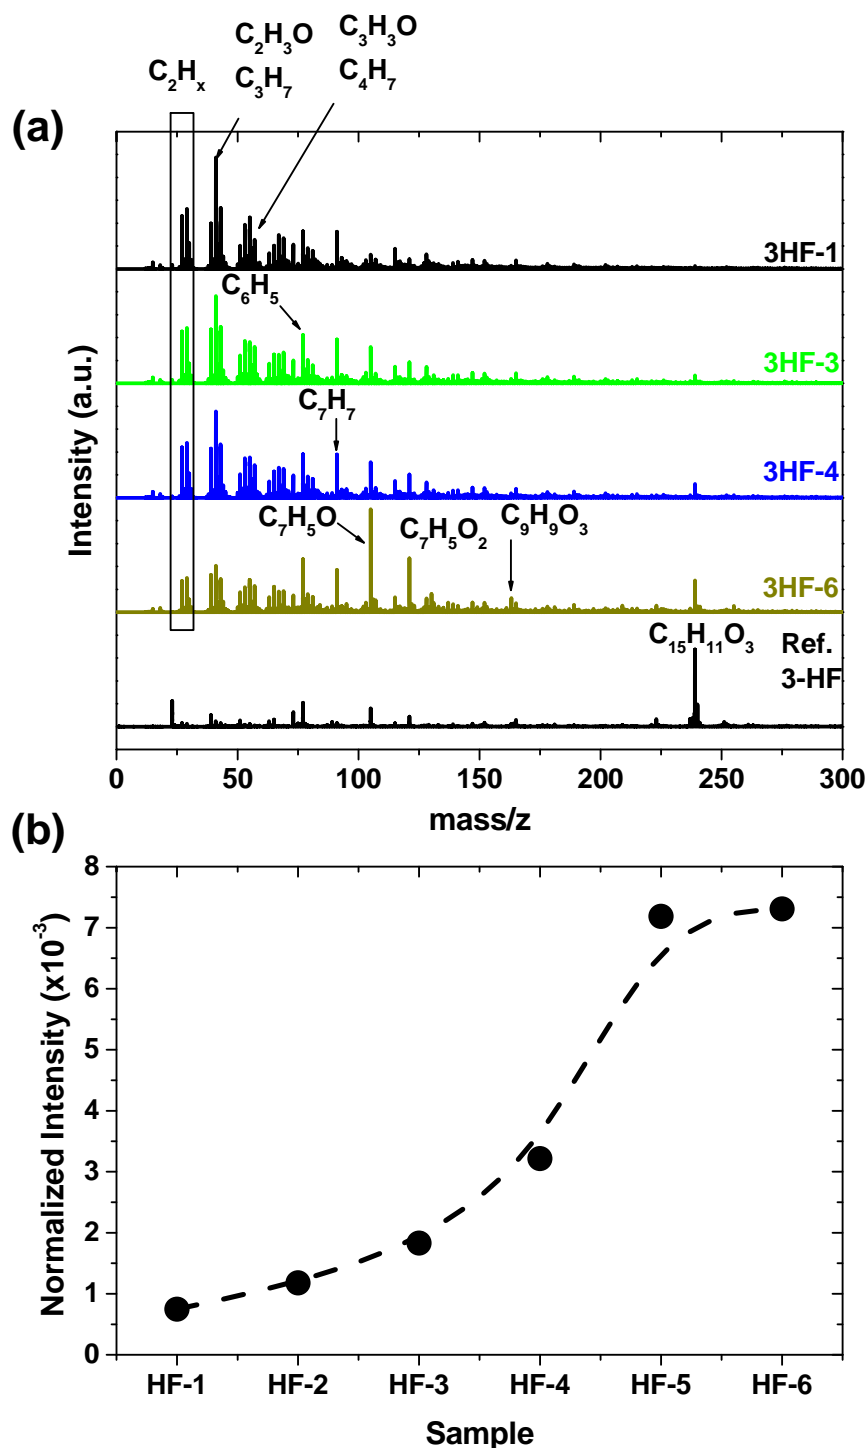 C₂H₃O C₃H₃O
C₂Hₓ C₃H₇ C₄H₇
(a)
3HF-1
C₆H₅
3HF-3
C₇H₇
3HF-4
C₇H₅O C₇H₅O₂ C₉H₉O₃
3HF-6
C₁₅H₁₁O₃ Ref.
3-HF
Intensity (a.u.)
0 50 100 150 200 250 300
mass/z
(b)
8
7
6
5
4
3
2
1
0
Normalized Intensity (x10⁻³)
HF-1 HF-2 HF-3 HF-4 HF-5 HF-6
Sample